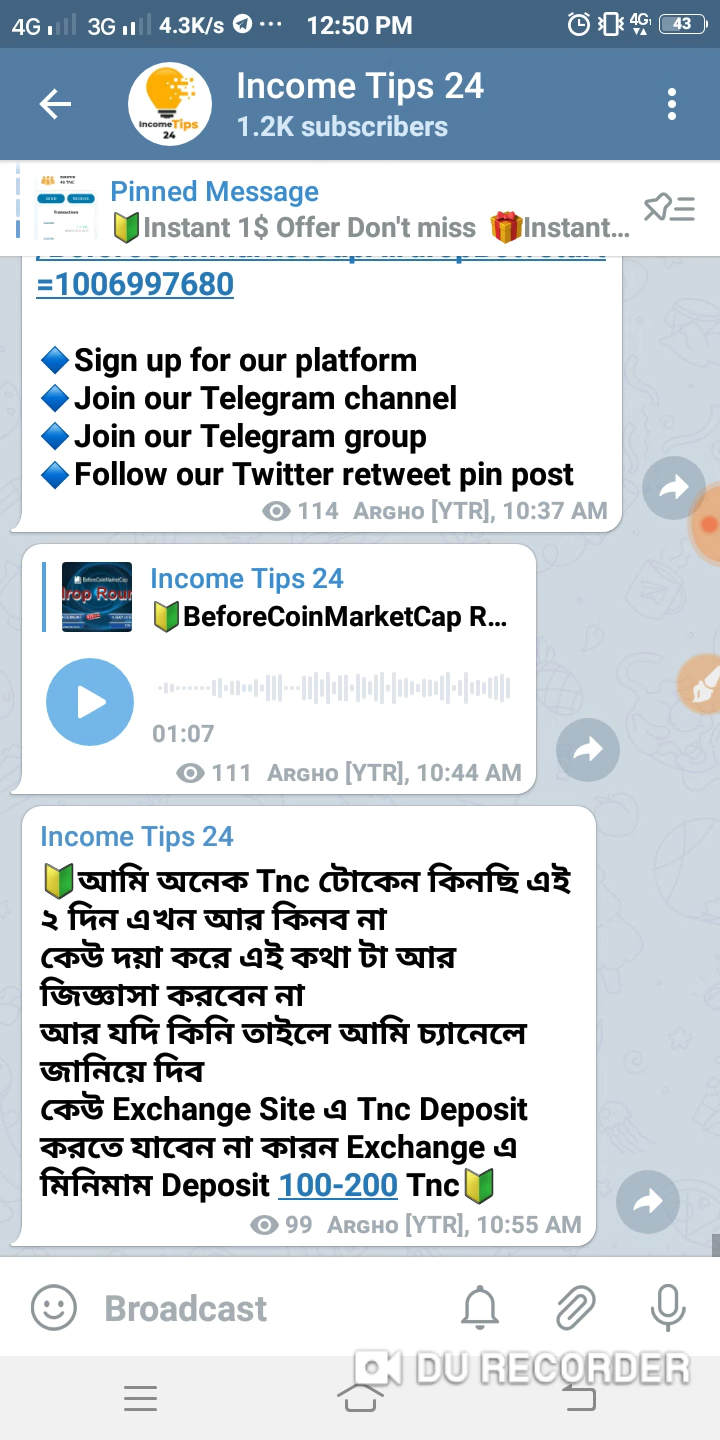 4G 3G 4.3K/s ... 12:50 PM 4G 43
Income Tips 24
1.2K subscribers
IncomeTips
24
Pinned Message
🔰Instant 1$ Offer Don't miss 🎁Instant...
=1006997680
🔷Sign up for our platform
🔷Join our Telegram channel
🔷Join our Telegram group
🔷Follow our Twitter retweet pin post
114 Argho [YTR], 10:37 AM
Income Tips 24
🔰BeforeCoinMarketCap R...
01:07
111 Argho [YTR], 10:44 AM
Income Tips 24
🔰আমি অনেক Tnc টোকেন কিনছি এই
২ দিন এখন আর কিনব না
কেউ দয়া করে এই কথা টা আর
জিজ্ঞাসা করবেন না
আর যদি কিনি তাইলে আমি চ্যানেলে
জানিয়ে দিব
কেউ Exchange Site এ Tnc Deposit
করতে যাবেন না কারন Exchange এ
মিনিমাম Deposit 100-200 Tnc🔰
99 Argho [YTR], 10:55 AM
Broadcast
DU RECORDER